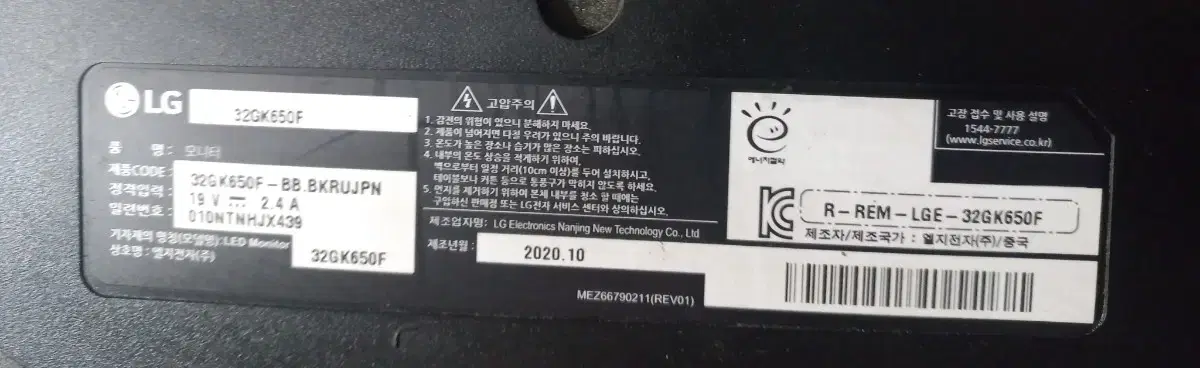 LG 32GK650F
품 명 : 모니터
제품CODE : 32GK650F-BB.BKRUJPN
정격입력 : 19 V ⎓ 2.4 A
일련번호 : 010NTNHJX439
기자재의 명칭(모델명) : LED Monitor 32GK650F
상호명 : 엘지전자(주)
고압주의
1. 감전의 위험이 있으니 분해하지 마세요.
2. 제품이 넘어지면 다칠 우려가 있으니 주의 바랍니다.
3. 온도가 높은 장소나 습기가 많은 장소는 피하십시오.
4. 내부의 온도 상승을 적게하기 위하여,
벽으로부터 일정 거리(10cm 이상)를 두어 설치하시고,
테이블보나 커튼 등으로 통풍구가 막히지 않도록 하세요.
5. 먼지를 제거하기 위하여 본체 내부를 청소 할 때에는
구입하신 판매점 또는 LG전자 서비스 센터와 상의하십시오.
제조업자명: LG Electronics Nanjing New Technology Co., Ltd
제조년월 : 2020.10
MEZ66790211(REV01)
에너지절약
고장 접수 및 사용 설명
1544-7777
(www.lgservice.co.kr)
R-REM-LGE-32GK650F
제조자/제조국가 : 엘지전자(주)/중국